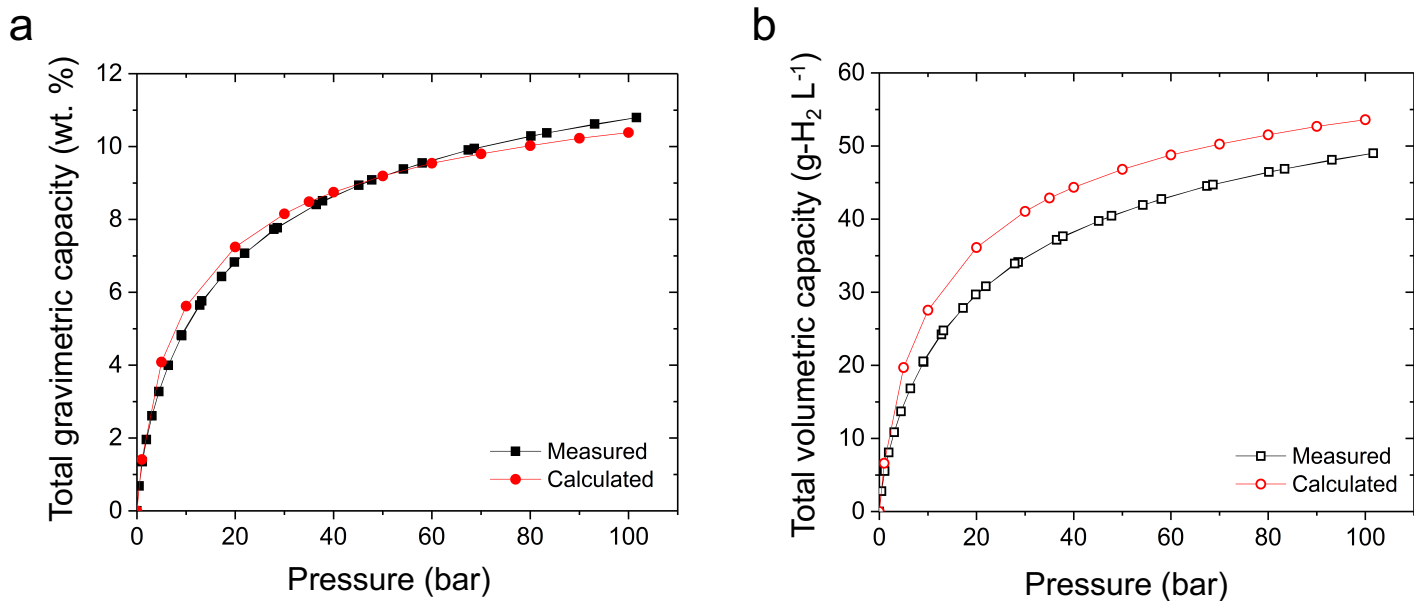 a
Total gravimetric capacity (wt. %)
12
10
8
6
4
2
0
Measured
Calculated
0 20 40 60 80 100
Pressure (bar)
b
Total volumetric capacity (g-H₂ L⁻¹)
60
50
40
30
20
10
0
Measured
Calculated
0 20 40 60 80 100
Pressure (bar)